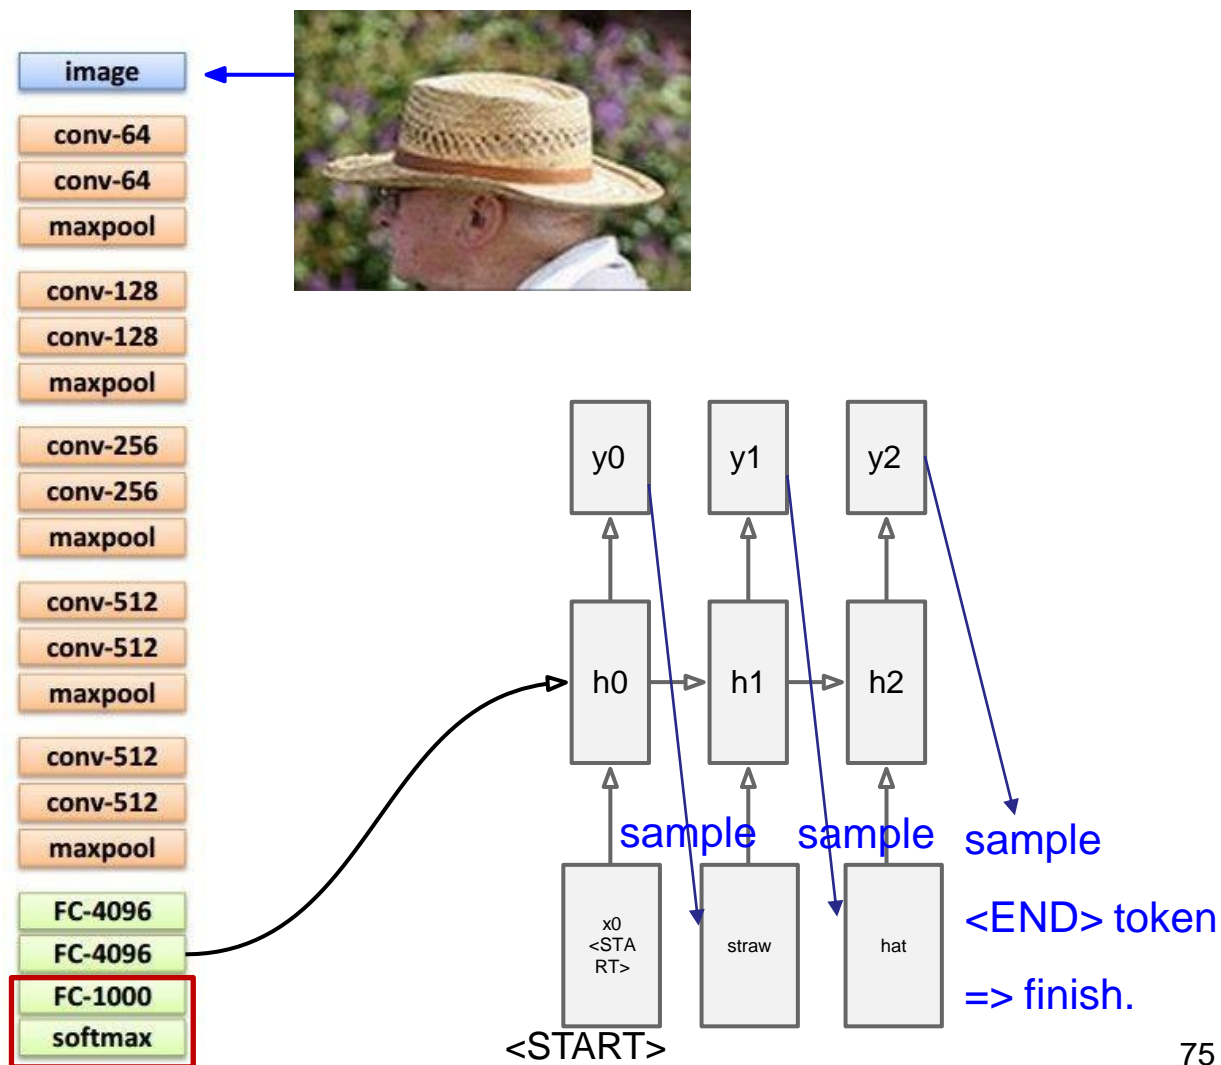 image
conv-64
conv-64
maxpool
conv-128
conv-128
maxpool
conv-256
conv-256
maxpool
conv-512
conv-512
maxpool
conv-512
conv-512
maxpool
FC-4096
FC-4096
FC-1000
softmax
y0
y1
y2
h0
h1
h2
sample
sample
sample
x0
<STA
RT>
straw
hat
<END> token
=> finish.
<START>
75